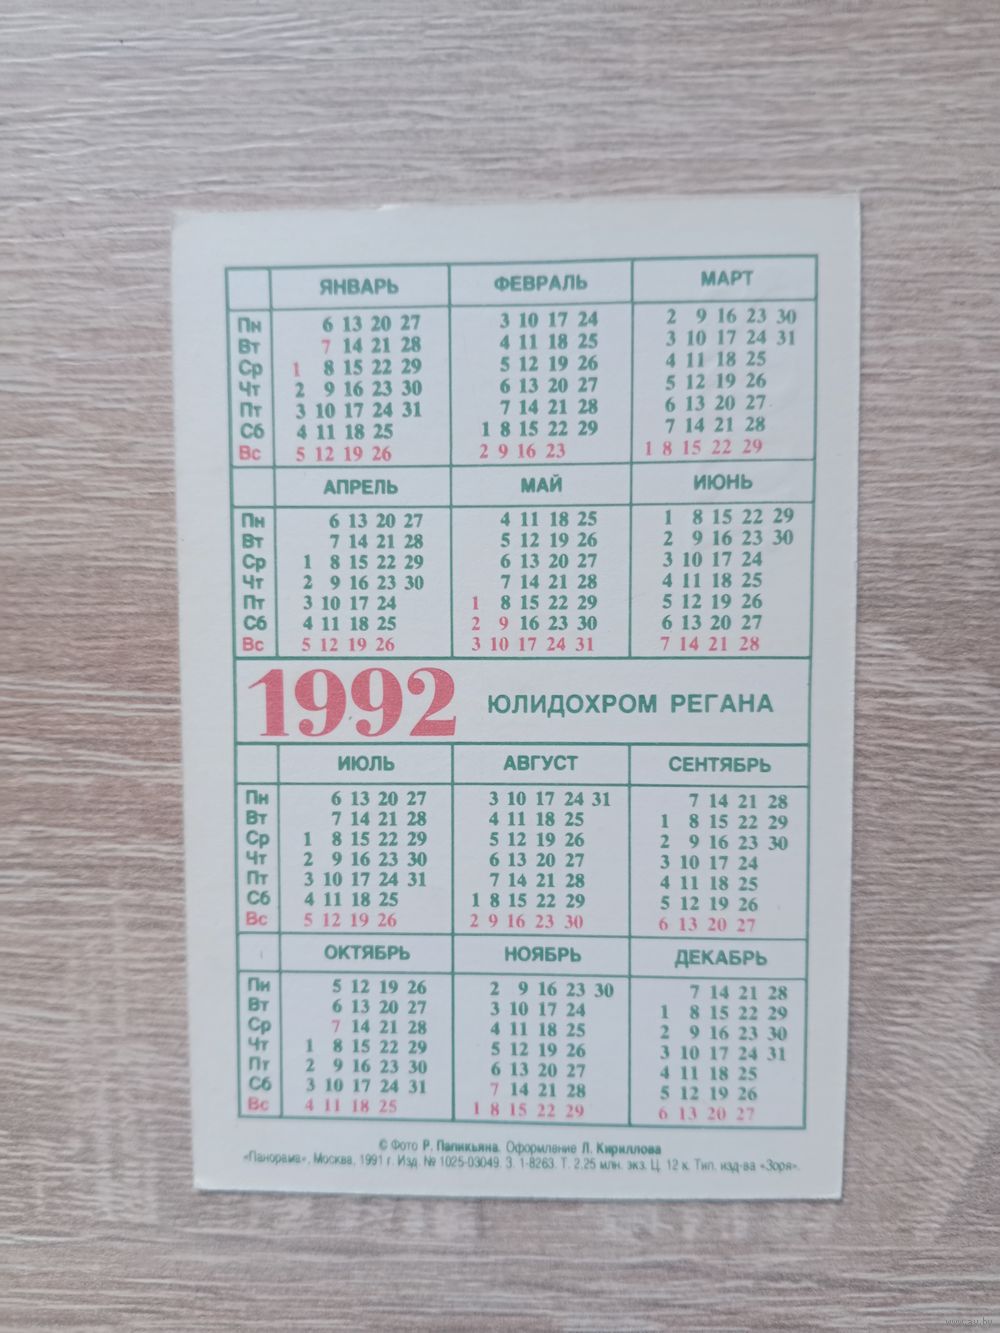 ЯНВАРЬ ФЕВРАЛЬ МАРТ
Пн 6 13 20 27 3 10 17 24 2 9 16 23 30
Вт 7 14 21 28 4 11 18 25 3 10 17 24 31
Ср 1 8 15 22 29 5 12 19 26 4 11 18 25
Чт 2 9 16 23 30 6 13 20 27 5 12 19 26
Пт 3 10 17 24 31 7 14 21 28 6 13 20 27
Сб 4 11 18 25 1 8 15 22 29 7 14 21 28
Вс 5 12 19 26 2 9 16 23 1 8 15 22 29
АПРЕЛЬ МАЙ ИЮНЬ
Пн 6 13 20 27 4 11 18 25 1 8 15 22 29
Вт 7 14 21 28 5 12 19 26 2 9 16 23 30
Ср 1 8 15 22 29 6 13 20 27 3 10 17 24
Чт 2 9 16 23 30 7 14 21 28 4 11 18 25
Пт 3 10 17 24 1 8 15 22 29 5 12 19 26
Сб 4 11 18 25 2 9 16 23 30 6 13 20 27
Вс 5 12 19 26 3 10 17 24 31 7 14 21 28
1992 ЮЛИДОХРОМ РЕГАНА
ИЮЛЬ АВГУСТ СЕНТЯБРЬ
Пн 6 13 20 27 3 10 17 24 31 7 14 21 28
Вт 7 14 21 28 4 11 18 25 1 8 15 22 29
Ср 1 8 15 22 29 5 12 19 26 2 9 16 23 30
Чт 2 9 16 23 30 6 13 20 27 3 10 17 24
Пт 3 10 17 24 31 7 14 21 28 4 11 18 25
Сб 4 11 18 25 1 8 15 22 29 5 12 19 26
Вс 5 12 19 26 2 9 16 23 30 6 13 20 27
ОКТЯБРЬ НОЯБРЬ ДЕКАБРЬ
Пн 5 12 19 26 2 9 16 23 30 7 14 21 28
Вт 6 13 20 27 3 10 17 24 1 8 15 22 29
Ср 7 14 21 28 4 11 18 25 2 9 16 23 30
Чт 1 8 15 22 29 5 12 19 26 3 10 17 24 31
Пт 2 9 16 23 30 6 13 20 27 4 11 18 25
Сб 3 10 17 24 31 7 14 21 28 5 12 19 26
Вс 4 11 18 25 1 8 15 22 29 6 13 20 27
© Фото Р. Папикьяна. Оформление Л. Кириллова
«Панорама», Москва, 1991 г. Изд. № 1025-03049. З. 1-8263. Т. 2,25 млн. экз. Ц. 12 к. Тип. изд-ва «Зоря».